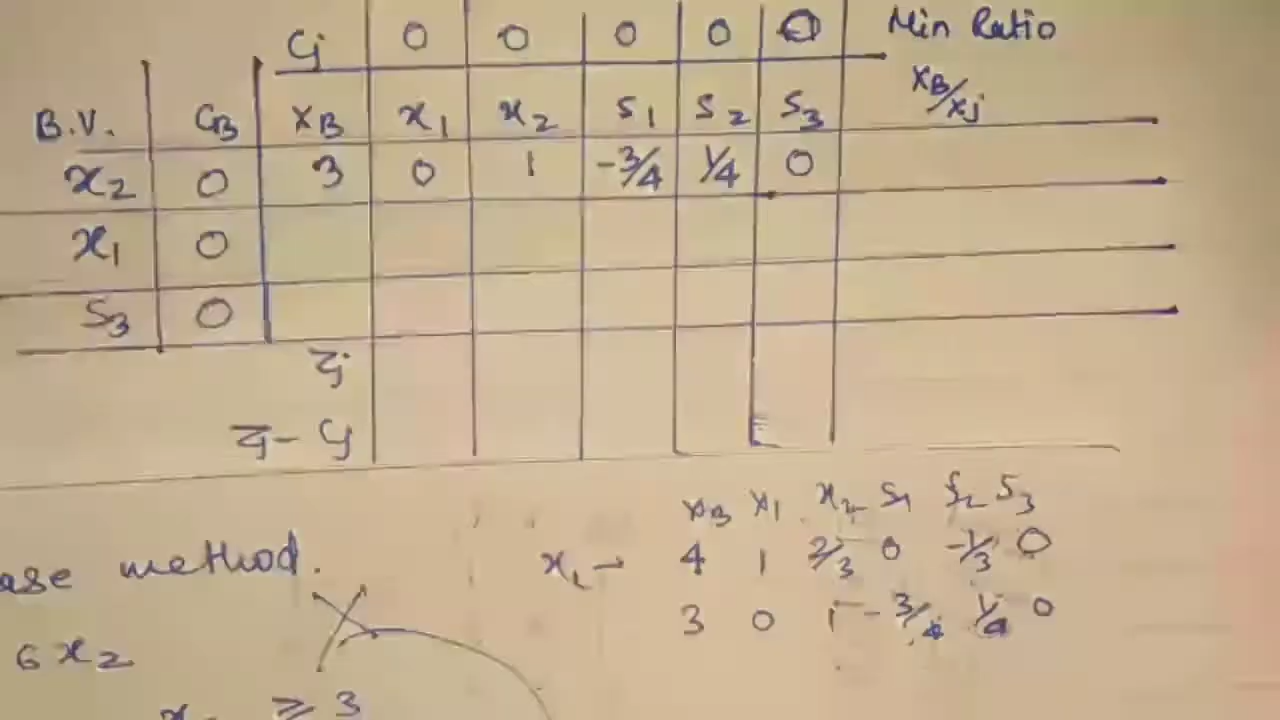 Cj 0 0 0 0 0 Min Ratio
B.V. CB XB x1 x2 S1 S2 S3 XB/xj
x2 0 3 0 1 -3/4 1/4 0
x1 0
S3 0
Zj
Zj - Cj
XB x1 x2 S1 S2 S3
ase method. x1 → 4 1 2/3 0 -1/3 0
3 0 1 -3/4 1/4 0
6x2
≥ 3